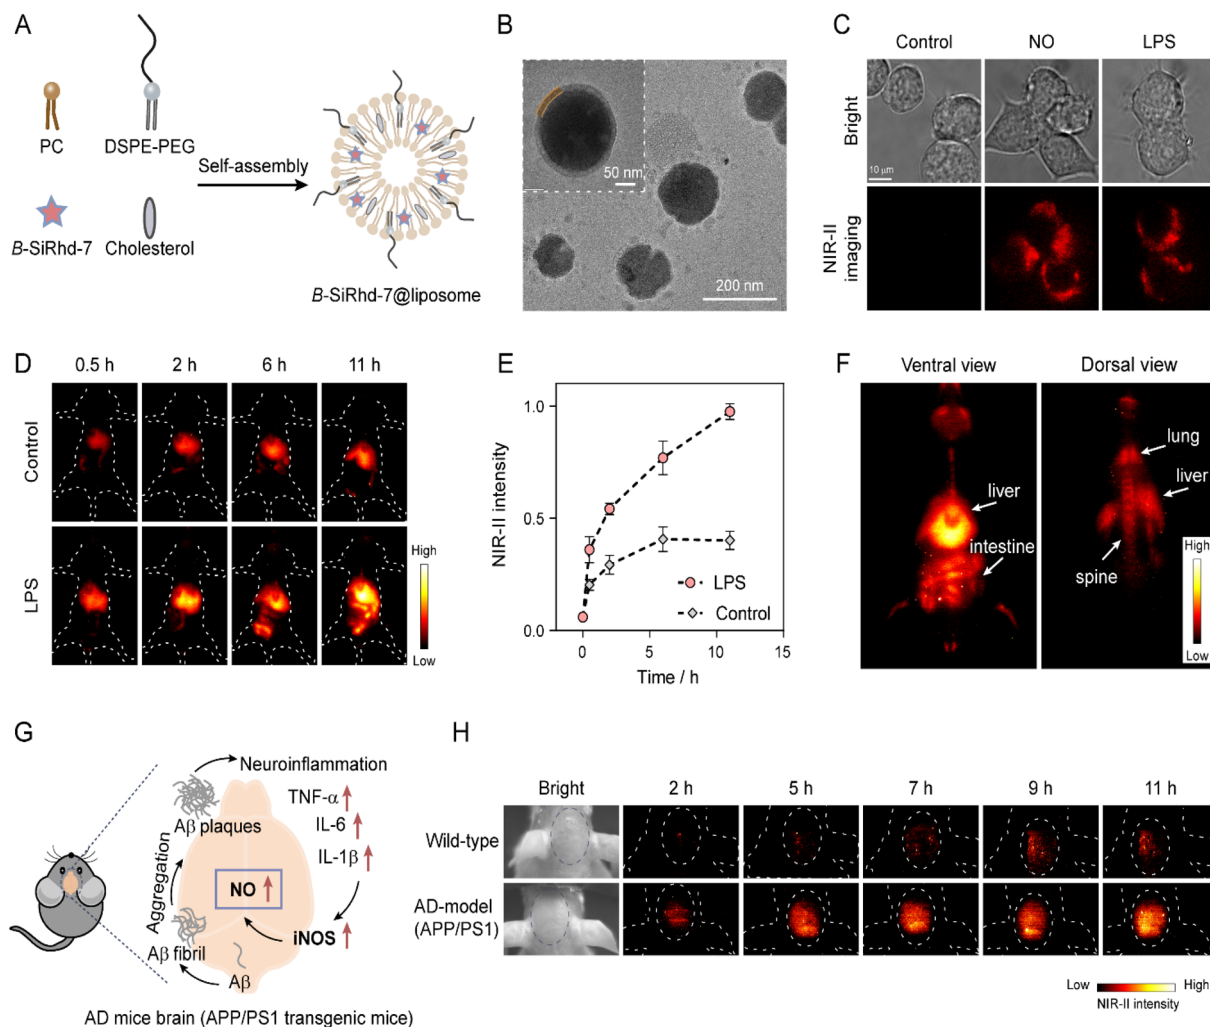 A
PC
DSPE-PEG
B-SiRhd-7
Cholesterol
Self-assembly
B-SiRhd-7@liposome
B
50 nm
200 nm
C
Control
NO
LPS
Bright
10 μm
NIR-II
imaging
D
0.5 h
2 h
6 h
11 h
Control
LPS
High
Low
E
NIR-II intensity
1.0
0.5
0.0
LPS
Control
0
5
10
15
Time / h
F
Ventral view
Dorsal view
liver
intestine
lung
liver
spine
High
Low
G
Neuroinflammation
TNF-α
IL-6
IL-1β
Aβ plaques
Aggregation
NO
iNOS
Aβ fibril
Aβ
AD mice brain (APP/PS1 transgenic mice)
H
Bright
2 h
5 h
7 h
9 h
11 h
Wild-type
AD-model
(APP/PS1)
Low
High
NIR-II intensity